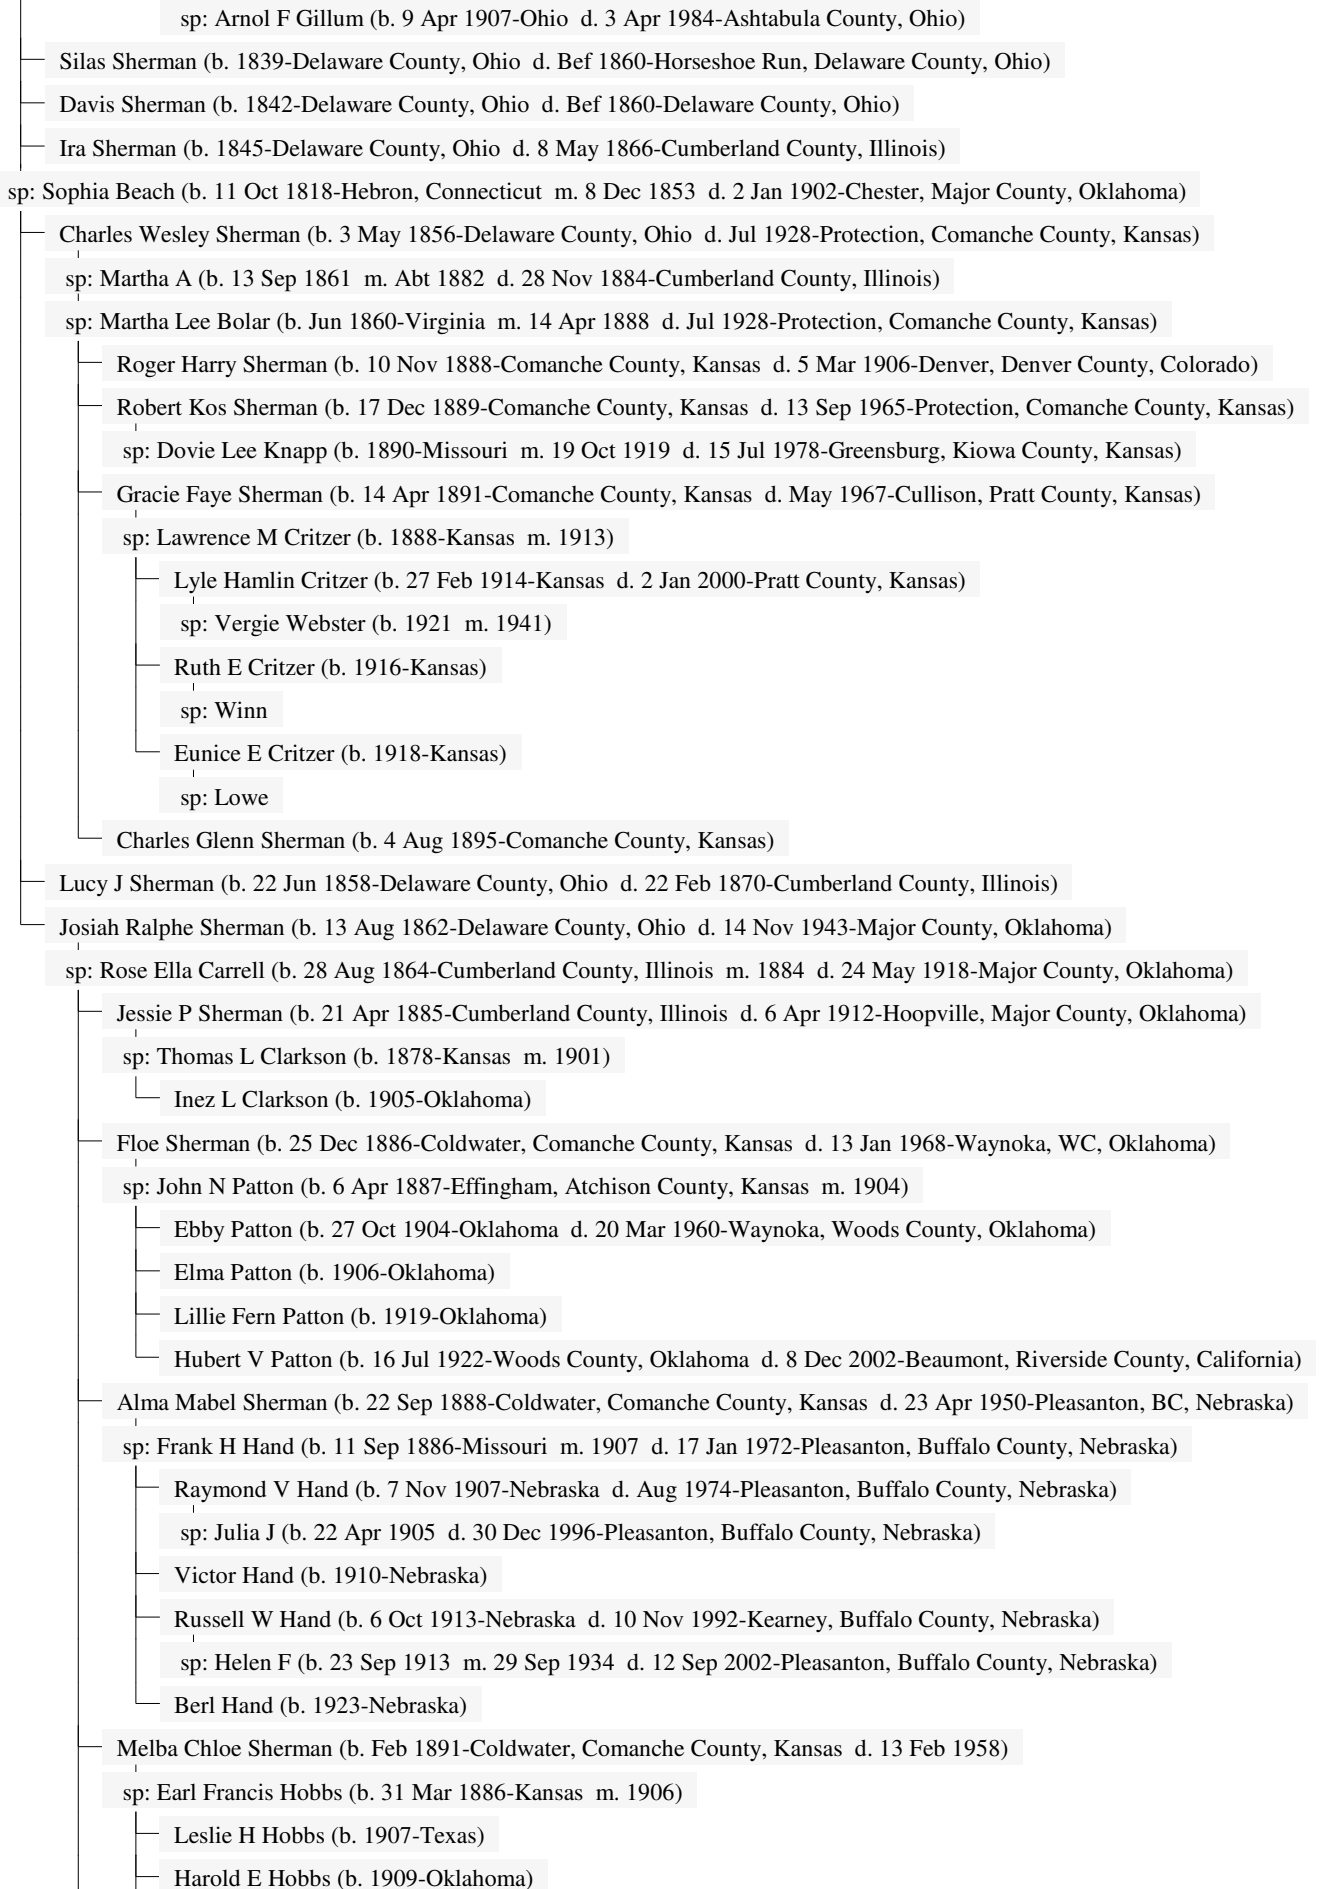 sp: Arnol F Gillum (b. 9 Apr 1907-Ohio d. 3 Apr 1984-Ashtabula County, Ohio)
Silas Sherman (b. 1839-Delaware County, Ohio d. Bef 1860-Horseshoe Run, Delaware County, Ohio)
Davis Sherman (b. 1842-Delaware County, Ohio d. Bef 1860-Delaware County, Ohio)
Ira Sherman (b. 1845-Delaware County, Ohio d. 8 May 1866-Cumberland County, Illinois)
sp: Sophia Beach (b. 11 Oct 1818-Hebron, Connecticut m. 8 Dec 1853 d. 2 Jan 1902-Chester, Major County, Oklahoma)
Charles Wesley Sherman (b. 3 May 1856-Delaware County, Ohio d. Jul 1928-Protection, Comanche County, Kansas)
sp: Martha A (b. 13 Sep 1861 m. Abt 1882 d. 28 Nov 1884-Cumberland County, Illinois)
sp: Martha Lee Bolar (b. Jun 1860-Virginia m. 14 Apr 1888 d. Jul 1928-Protection, Comanche County, Kansas)
Roger Harry Sherman (b. 10 Nov 1888-Comanche County, Kansas d. 5 Mar 1906-Denver, Denver County, Colorado)
Robert Kos Sherman (b. 17 Dec 1889-Comanche County, Kansas d. 13 Sep 1965-Protection, Comanche County, Kansas)
sp: Dovie Lee Knapp (b. 1890-Missouri m. 19 Oct 1919 d. 15 Jul 1978-Greensburg, Kiowa County, Kansas)
Gracie Faye Sherman (b. 14 Apr 1891-Comanche County, Kansas d. May 1967-Cullison, Pratt County, Kansas)
sp: Lawrence M Critzer (b. 1888-Kansas m. 1913)
Lyle Hamlin Critzer (b. 27 Feb 1914-Kansas d. 2 Jan 2000-Pratt County, Kansas)
sp: Vergie Webster (b. 1921 m. 1941)
Ruth E Critzer (b. 1916-Kansas)
sp: Winn
Eunice E Critzer (b. 1918-Kansas)
sp: Lowe
Charles Glenn Sherman (b. 4 Aug 1895-Comanche County, Kansas)
Lucy J Sherman (b. 22 Jun 1858-Delaware County, Ohio d. 22 Feb 1870-Cumberland County, Illinois)
Josiah Ralphe Sherman (b. 13 Aug 1862-Delaware County, Ohio d. 14 Nov 1943-Major County, Oklahoma)
sp: Rose Ella Carrell (b. 28 Aug 1864-Cumberland County, Illinois m. 1884 d. 24 May 1918-Major County, Oklahoma)
Jessie P Sherman (b. 21 Apr 1885-Cumberland County, Illinois d. 6 Apr 1912-Hoopville, Major County, Oklahoma)
sp: Thomas L Clarkson (b. 1878-Kansas m. 1901)
Inez L Clarkson (b. 1905-Oklahoma)
Floe Sherman (b. 25 Dec 1886-Coldwater, Comanche County, Kansas d. 13 Jan 1968-Waynoka, WC, Oklahoma)
sp: John N Patton (b. 6 Apr 1887-Effingham, Atchison County, Kansas m. 1904)
Ebby Patton (b. 27 Oct 1904-Oklahoma d. 20 Mar 1960-Waynoka, Woods County, Oklahoma)
Elma Patton (b. 1906-Oklahoma)
Lillie Fern Patton (b. 1919-Oklahoma)
Hubert V Patton (b. 16 Jul 1922-Woods County, Oklahoma d. 8 Dec 2002-Beaumont, Riverside County, California)
Alma Mabel Sherman (b. 22 Sep 1888-Coldwater, Comanche County, Kansas d. 23 Apr 1950-Pleasanton, BC, Nebraska)
sp: Frank H Hand (b. 11 Sep 1886-Missouri m. 1907 d. 17 Jan 1972-Pleasanton, Buffalo County, Nebraska)
Raymond V Hand (b. 7 Nov 1907-Nebraska d. Aug 1974-Pleasanton, Buffalo County, Nebraska)
sp: Julia J (b. 22 Apr 1905 d. 30 Dec 1996-Pleasanton, Buffalo County, Nebraska)
Victor Hand (b. 1910-Nebraska)
Russell W Hand (b. 6 Oct 1913-Nebraska d. 10 Nov 1992-Kearney, Buffalo County, Nebraska)
sp: Helen F (b. 23 Sep 1913 m. 29 Sep 1934 d. 12 Sep 2002-Pleasanton, Buffalo County, Nebraska)
Berl Hand (b. 1923-Nebraska)
Melba Chloe Sherman (b. Feb 1891-Coldwater, Comanche County, Kansas d. 13 Feb 1958)
sp: Earl Francis Hobbs (b. 31 Mar 1886-Kansas m. 1906)
Leslie H Hobbs (b. 1907-Texas)
Harold E Hobbs (b. 1909-Oklahoma)